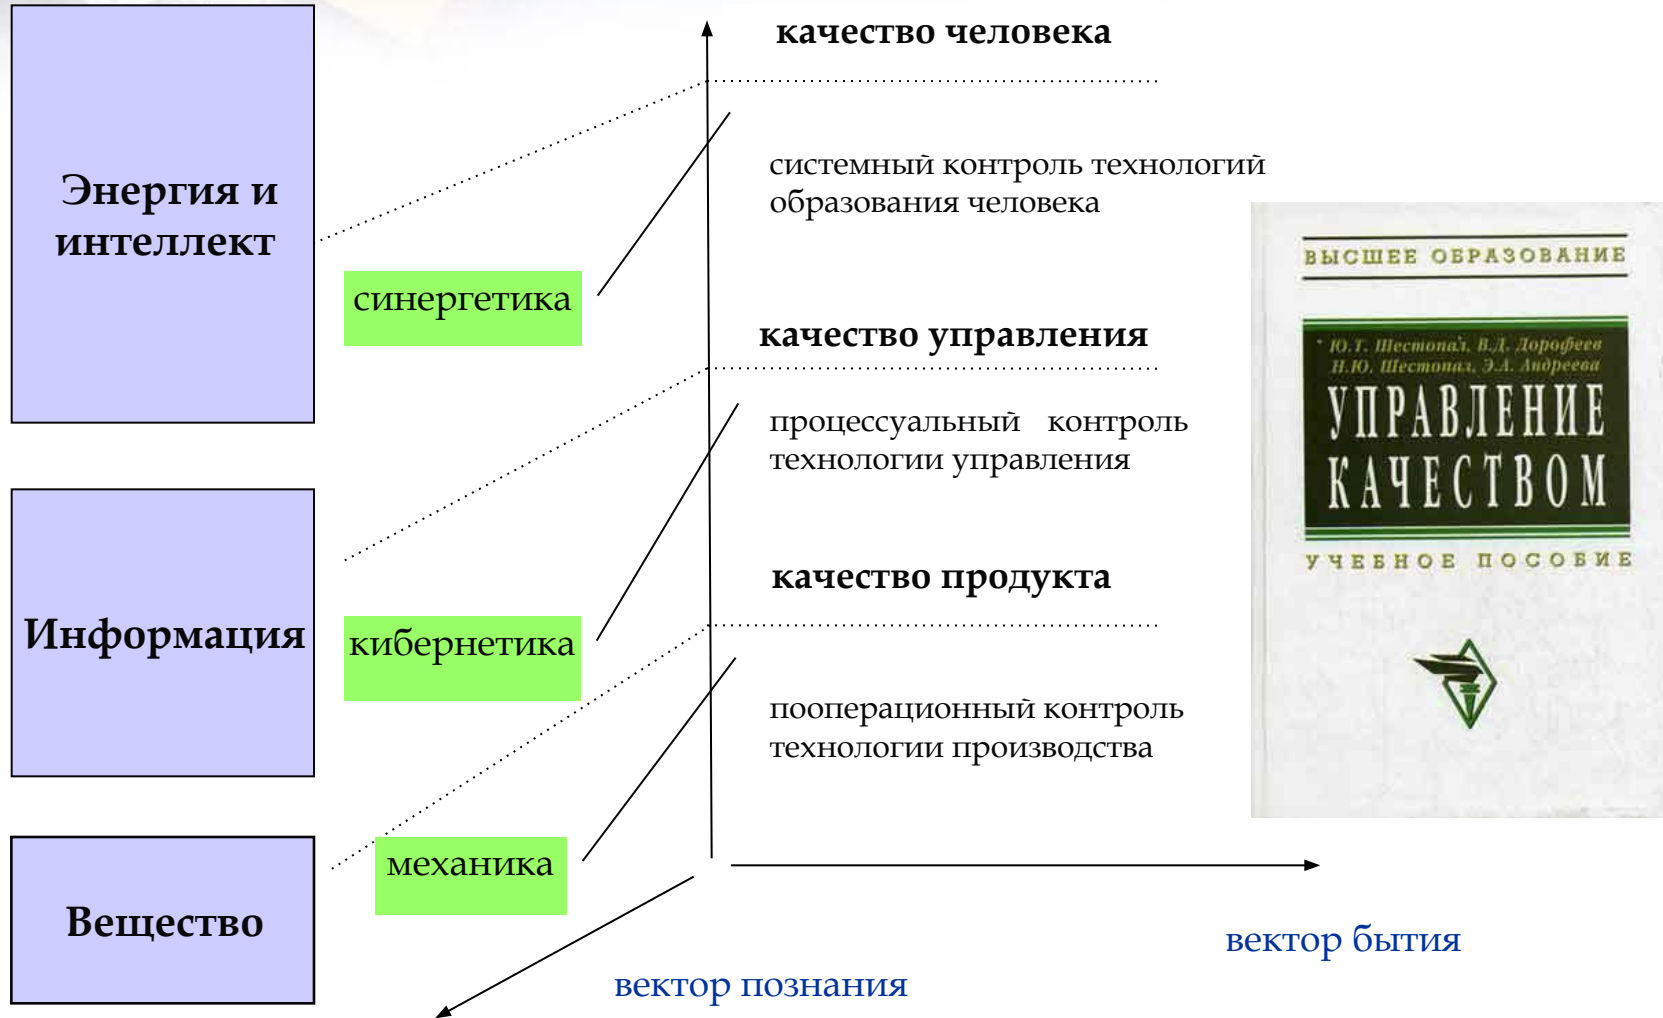 качество человека
Энергия и
интеллект
системный контроль технологий
образования человека
синергетика
качество управления
процессуальный контроль
технологии управления
Информация
кибернетика
качество продукта
пооперационный контроль
технологии производства
механика
Вещество
вектор бытия
вектор познания
ВЫСШЕЕ ОБРАЗОВАНИЕ
Ю.Т. Шестопал, В.Д. Дорофеев
Н.Ю. Шестопал, Э.А. Андреева
УПРАВЛЕНИЕ
КАЧЕСТВОМ
УЧЕБНОЕ ПОСОБИЕ